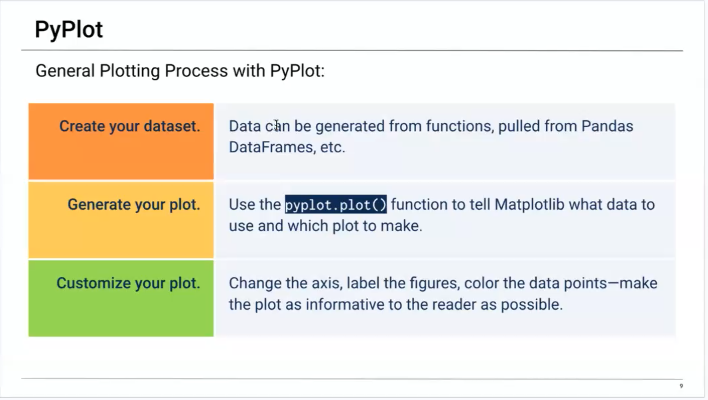 PyPlot
General Plotting Process with PyPlot:
Create your dataset.
Data can be generated from functions, pulled from Pandas
DataFrames, etc.
Generate your plot.
Use the pyplot.plot() function to tell Matplotlib what data to
use and which plot to make.
Customize your plot.
Change the axis, label the figures, color the data points—make
the plot as informative to the reader as possible.
9